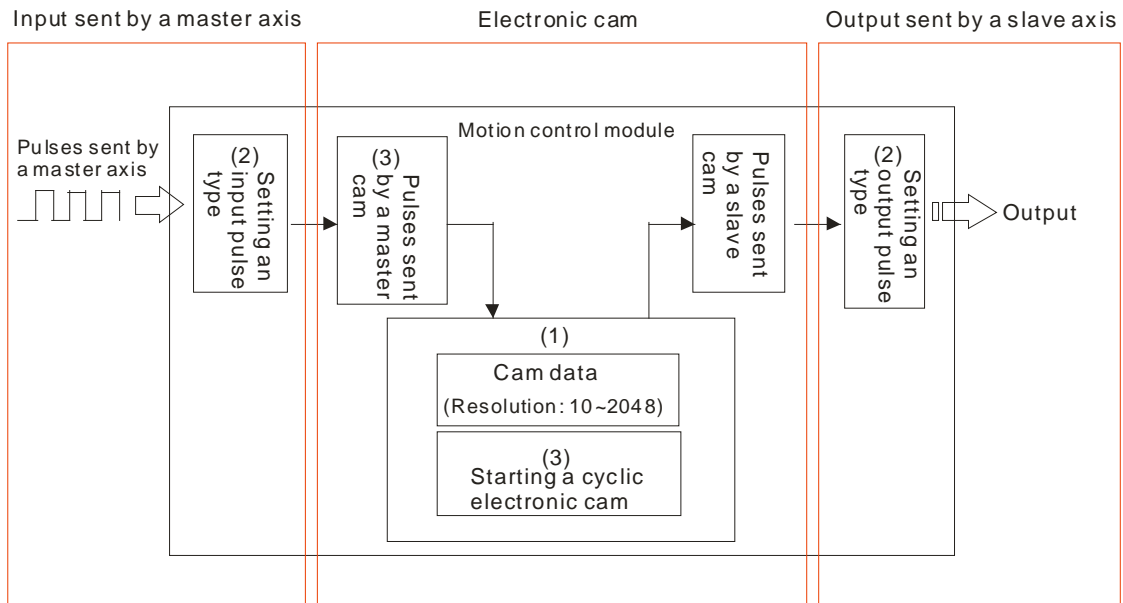 Input sent by a master axis
Electronic cam
Output sent by a slave axis
Motion control module
Pulses sent by
a master axis
(2)
Setting an
input pulse
type
(3)
Pulses sent
by a master
cam
Pulses sent
by a slave
cam
(2)
Setting an
output pulse
type
Output
(1)
Cam data
(Resolution: 10~2048)
(3)
Starting a cyclic
electronic cam